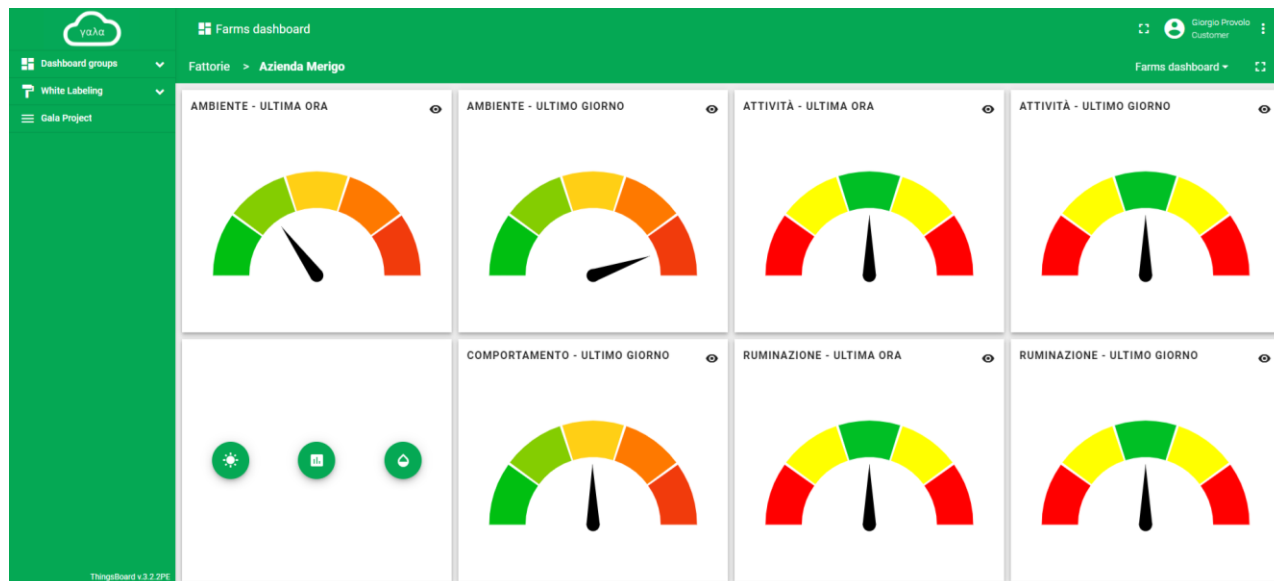 γαλα
Farms dashboard
Giorgio Provolo
Customer
Dashboard groups
White Labeling
Gala Project
Fattorie > Azienda Merigo
Farms dashboard
AMBIENTE - ULTIMA ORA
AMBIENTE - ULTIMO GIORNO
ATTIVITÀ - ULTIMA ORA
ATTIVITÀ - ULTIMO GIORNO
COMPORTAMENTO - ULTIMO GIORNO
RUMINAZIONE - ULTIMA ORA
RUMINAZIONE - ULTIMO GIORNO
ThingsBoard v.3.2.2PE